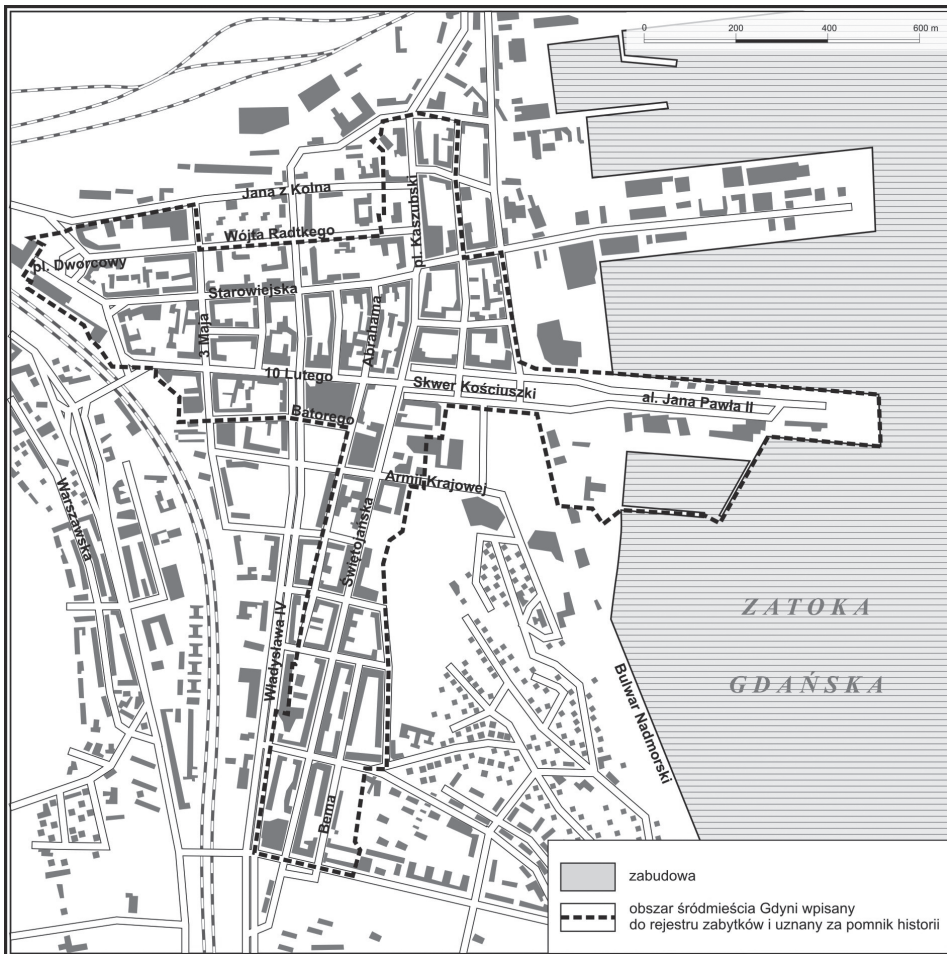 0 200 400 600 m
Jana z Kolna
Wójta Radtkego
pl. Kaszubski
pl. Dworcowy
Starowiejska
3 Maja
Abrahama
10 Lutego
Skwer Kościuszki
al. Jana Pawła II
Batorego
Armii Krajowej
Warszawska
Świętojańska
Władysława IV
ZATOKA
GDAŃSKA
Bulwar Nadmorski
Bema
zabudowa
obszar śródmieścia Gdyni wpisany
do rejestru zabytków i uznany za pomnik historii